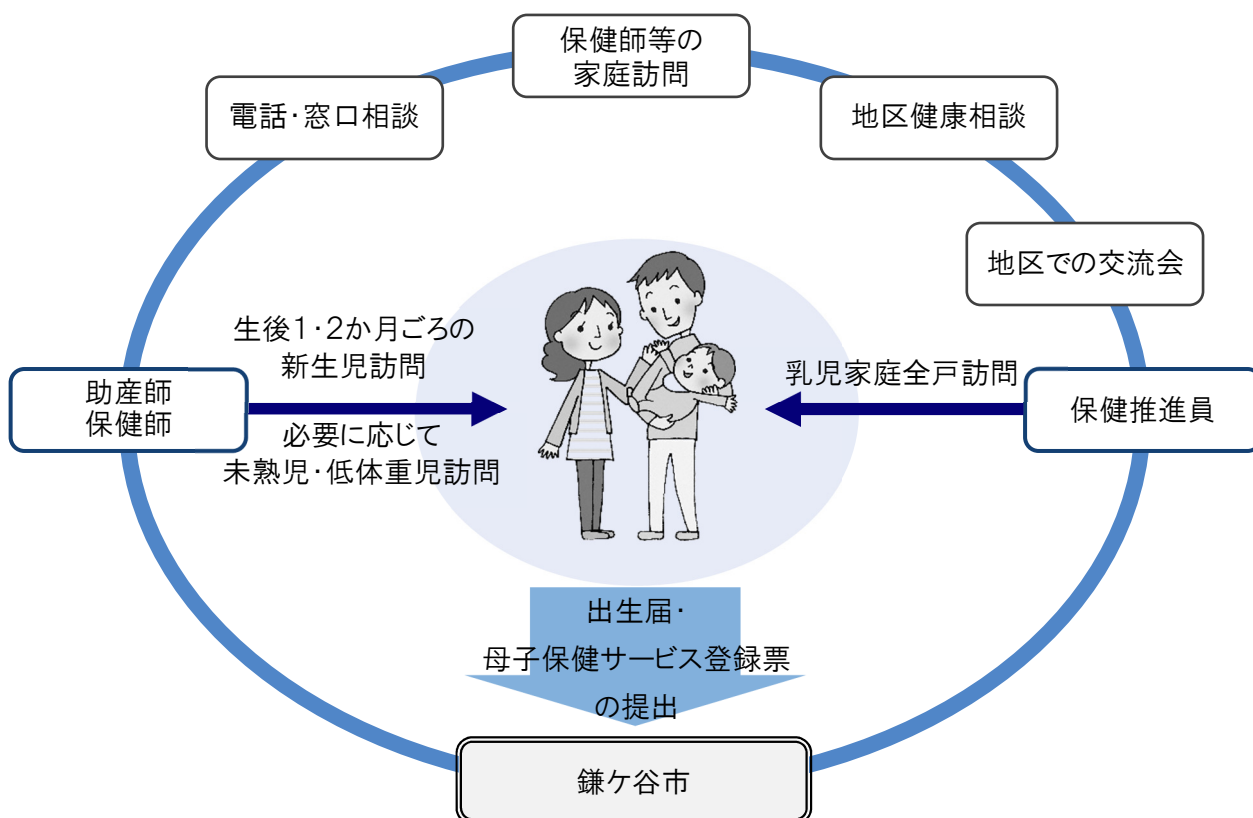 保健師等の
家庭訪問
電話・窓口相談
地区健康相談
地区での交流会
生後1・2か月ごろの
新生児訪問
助産師
保健師
必要に応じて
未熟児・低体重児訪問
乳児家庭全戸訪問
保健推進員
出生届・
母子保健サービス登録票
の提出
鎌ケ谷市